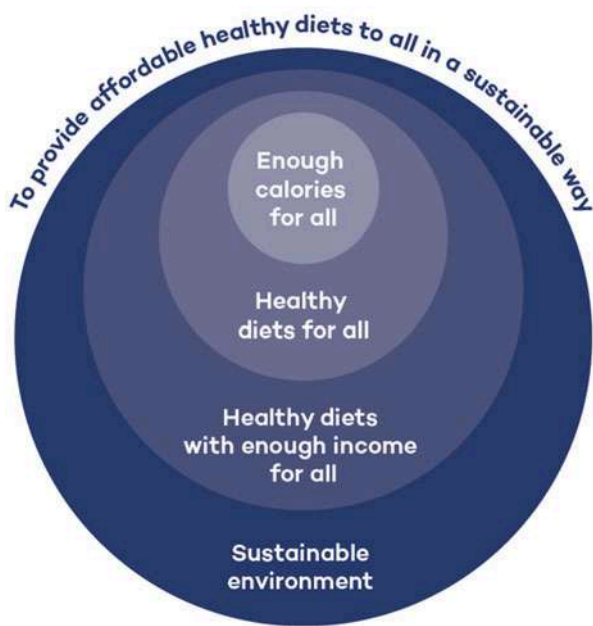 To provide affordable healthy diets to all in a sustainable way
Enough
calories
for all
Healthy
diets for all
Healthy diets
with enough income
for all
Sustainable
environment